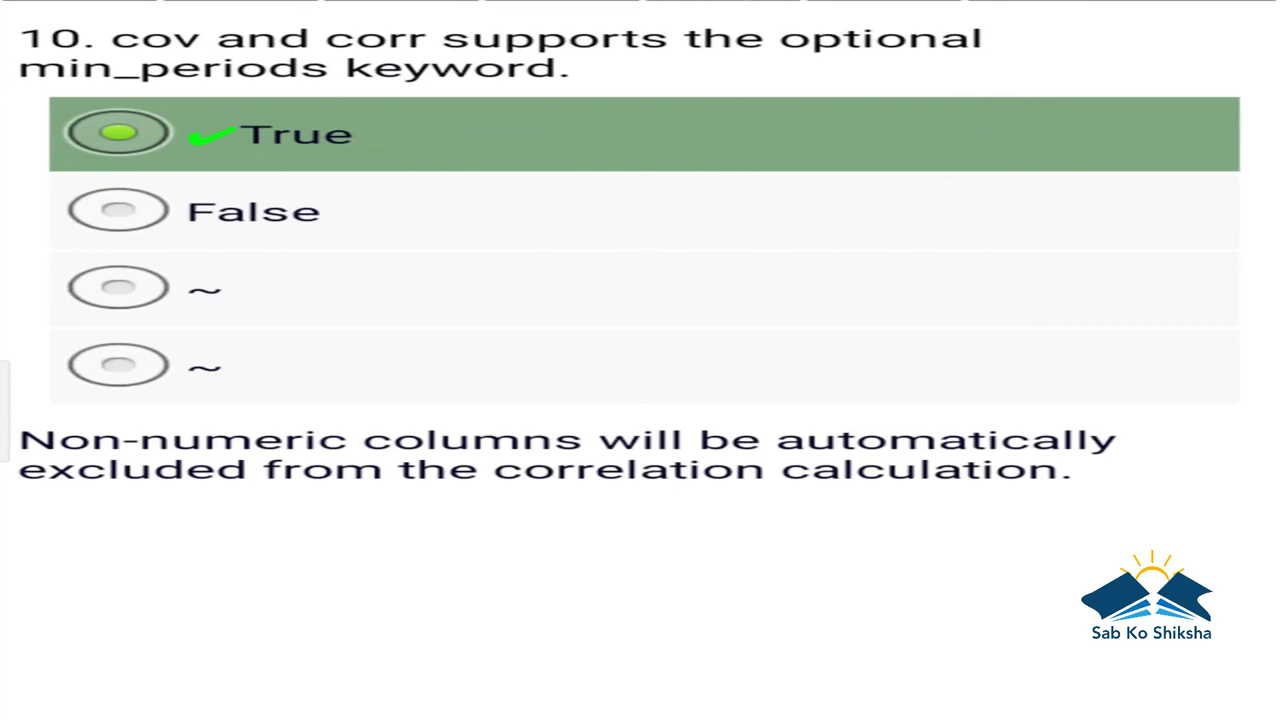 10. cov and corr supports the optional
min_periods keyword.
✔True
False
~
~
Non-numeric columns will be automatically
excluded from the correlation calculation.
Sab Ko Shiksha